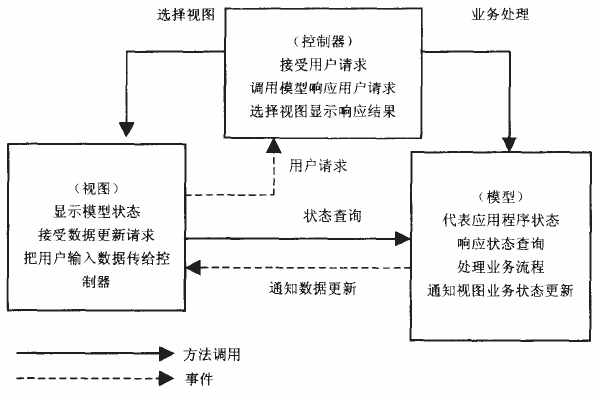 选择视图
业务处理
（控制器）
接受用户请求
调用模型响应用户请求
选择视图显示响应结果
用户请求
（视图）
显示模型状态
接受数据更新请求
把用户输入数据传给控
制器
状态查询
通知数据更新
（模型）
代表应用程序状态
响应状态查询
处理业务流程
通知视图业务状态更新
方法调用
事件